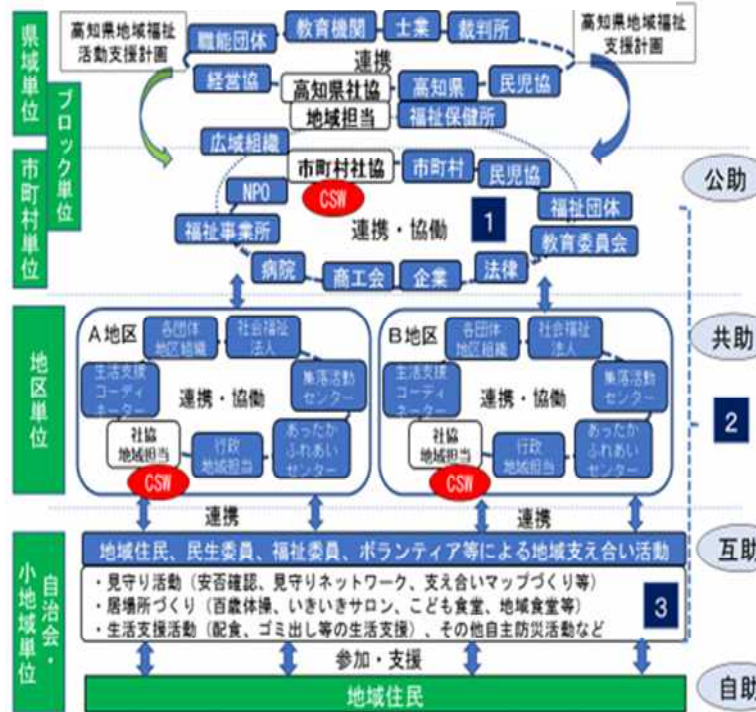 高知県地域福祉
活動支援計画
職能団体
教育機関
士業
裁判所
高知県地域福祉
支援計画
連携
県域単位
経営協
高知県社協
高知県
民児協
地域担当
福祉保健所
ブロック単位
広域組織
市町村社協
市町村
民児協
公助
市町村単位
NPO
CSW
1
福祉団体
福祉事業所
連携・協働
教育委員会
病院
商工会
企業
法律
地区単位
A地区
各団体
地区組織
社会福祉
法人
生活支援
コーディ
ネーター
連携・協働
集落活動
センター
社協
地域担当
行政
地域担当
あったか
ふれあい
センター
CSW
B地区
各団体
地区組織
社会福祉
法人
生活支援
コーディ
ネーター
連携・協働
集落活動
センター
社協
地域担当
行政
地域担当
あったか
ふれあい
センター
CSW
共助
2
連携
連携
自治会・
小地域単位
地域住民、民生委員、福祉委員、ボランティア等による地域支え合い活動
互助
・見守り活動（安否確認、見守りネットワーク、支え合いマップづくり等）
・居場所づくり（百歳体操、いきいきサロン、こども食堂、地域食堂等）
・生活支援活動（配食、ゴミ出し等の生活支援）、その他自主防災活動など
3
参加・支援
地域住民
自助